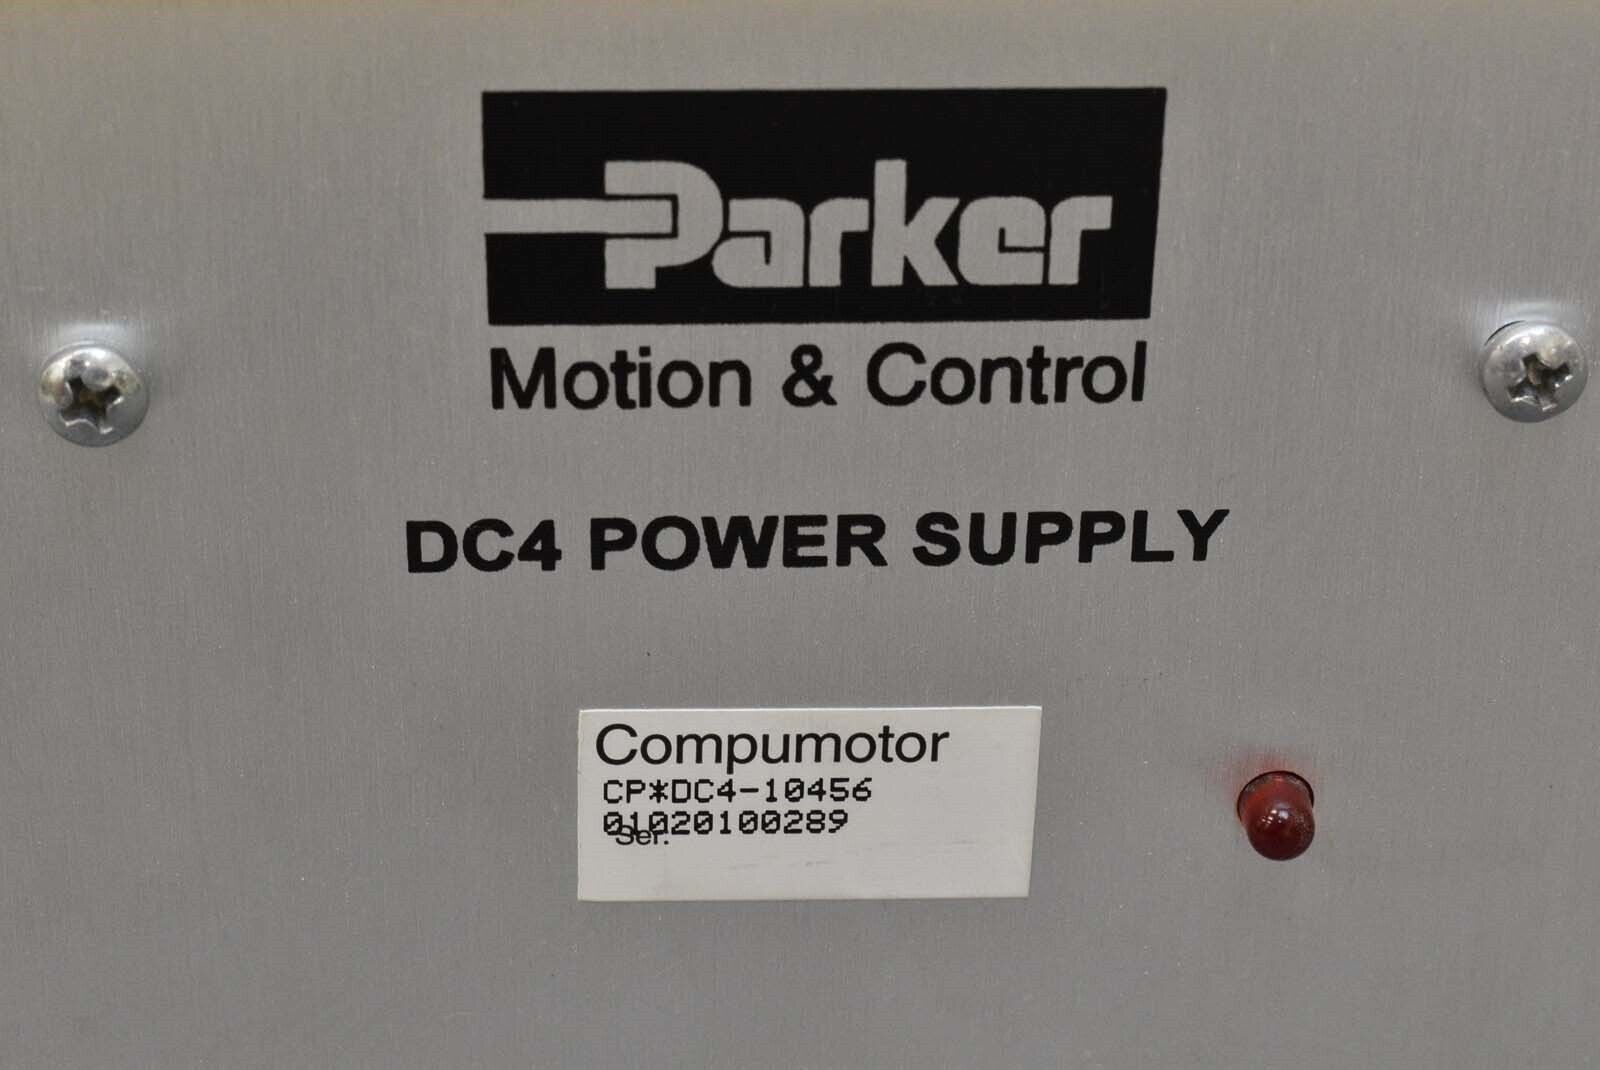 Parker
Motion & Control
DC4 POWER SUPPLY
Compumotor
CP*DC4-10456
01020100289
Ser.